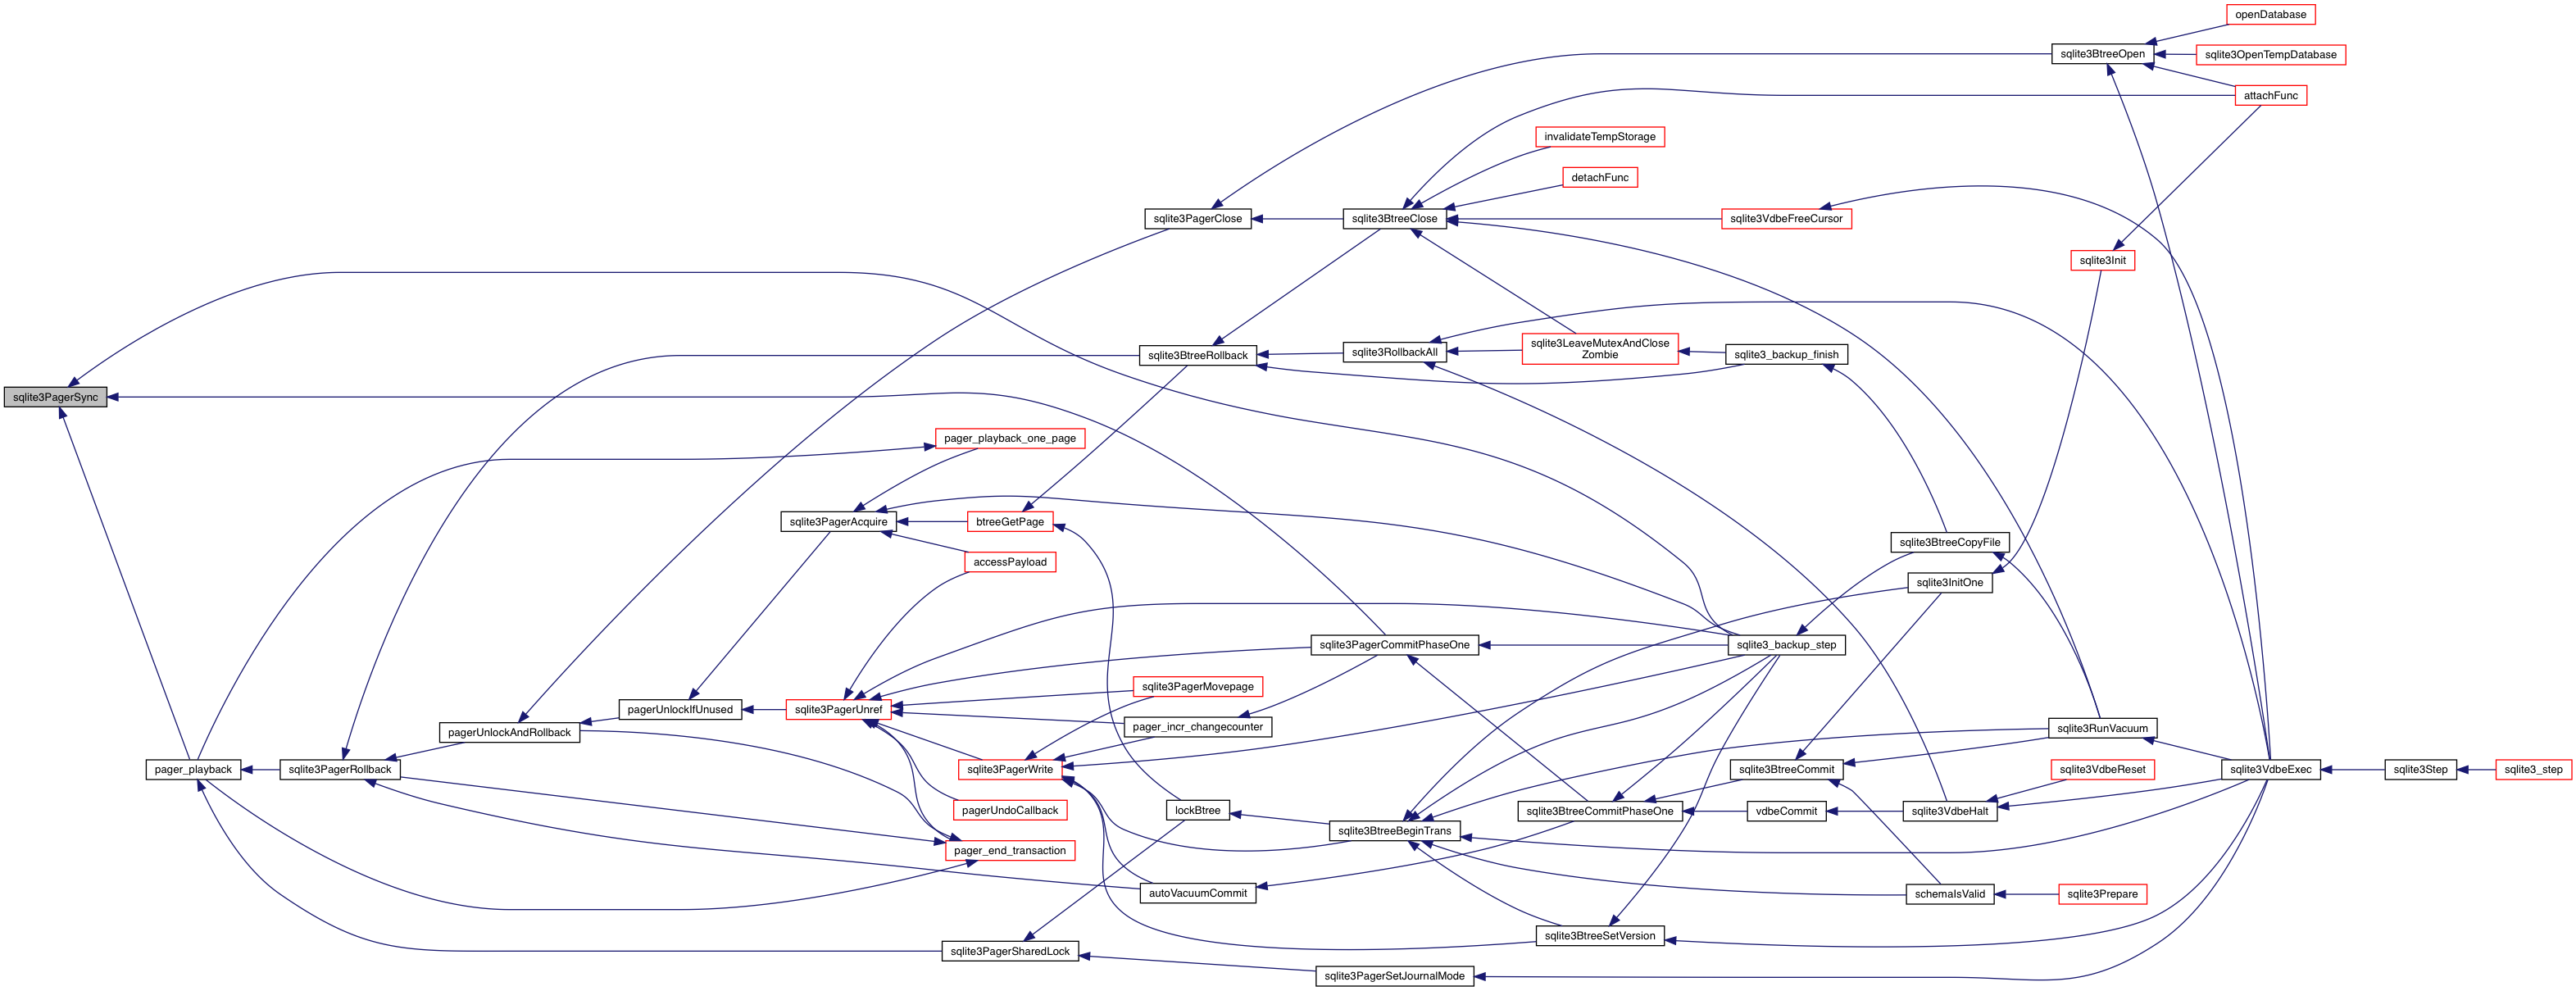 openDatabase
sqlite3BtreeOpen
sqlite3OpenTempDatabase
attachFunc
invalidateTempStorage
detachFunc
sqlite3PagerClose
sqlite3BtreeClose
sqlite3VdbeFreeCursor
sqlite3Init
sqlite3BtreeRollback
sqlite3RollbackAll
sqlite3LeaveMutexAndClose
Zombie
sqlite3_backup_finish
sqlite3PagerSync
pager_playback_one_page
sqlite3PagerAcquire
btreeGetPage
sqlite3BtreeCopyFile
accessPayload
sqlite3InitOne
sqlite3PagerCommitPhaseOne
sqlite3_backup_step
sqlite3PagerMovepage
pagerUnlockIfUnused
sqlite3PagerUnref
pager_incr_changecounter
pagerUnlockAndRollback
sqlite3RunVacuum
pager_playback
sqlite3PagerRollback
sqlite3PagerWrite
sqlite3BtreeCommit
sqlite3VdbeReset
sqlite3VdbeExec
sqlite3Step
sqlite3_step
pagerUndoCallback
lockBtree
sqlite3BtreeCommitPhaseOne
vdbeCommit
sqlite3VdbeHalt
sqlite3BtreeBeginTrans
pager_end_transaction
autoVacuumCommit
schemaIsValid
sqlite3Prepare
sqlite3BtreeSetVersion
sqlite3PagerSharedLock
sqlite3PagerSetJournalMode